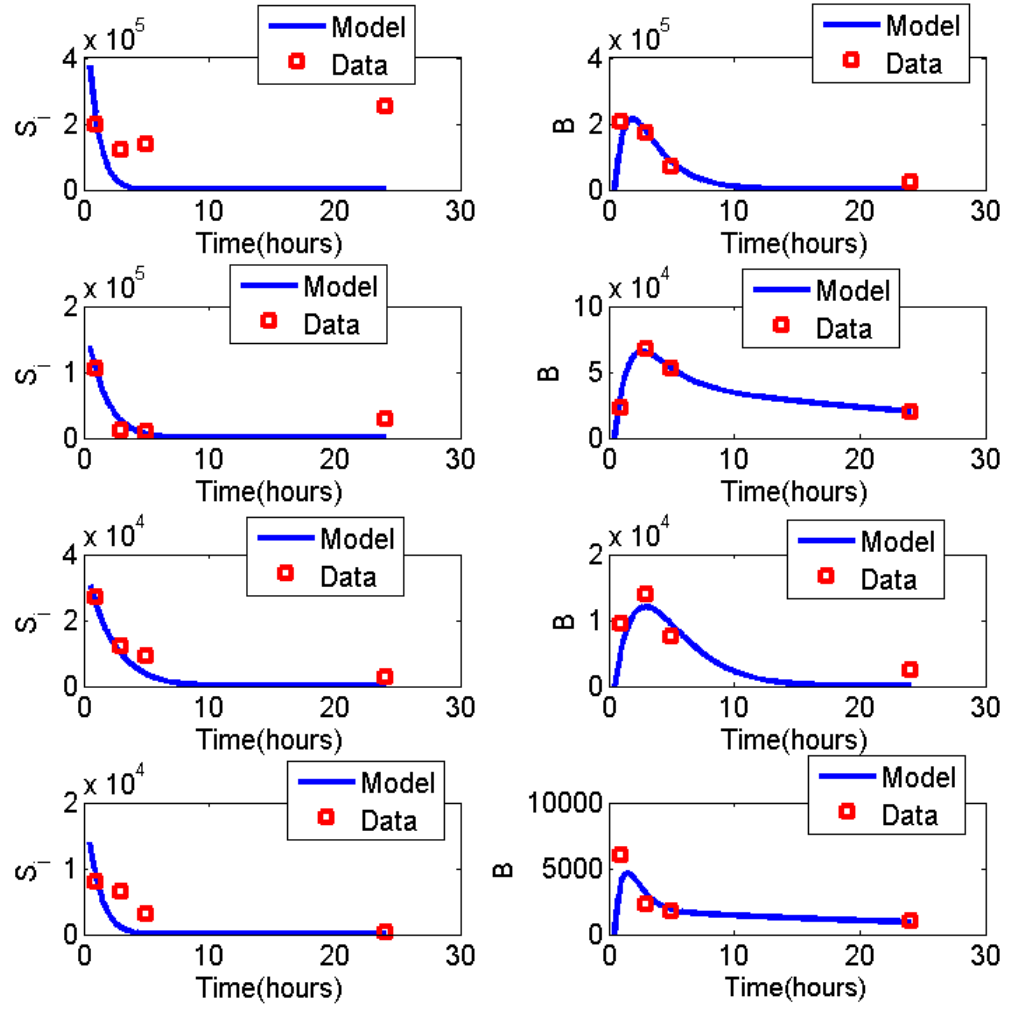 x 10^5
Model
Data
4
2
0
S_i
0 10 20 30
Time(hours)
x 10^5
Model
Data
4
2
0
B
0 10 20 30
Time(hours)
x 10^5
Model
Data
2
1
0
S_i
0 10 20 30
Time(hours)
x 10^4
Model
Data
10
5
0
B
0 10 20 30
Time(hours)
x 10^4
Model
Data
4
2
0
S_i
0 10 20 30
Time(hours)
x 10^4
Model
Data
2
1
0
B
0 10 20 30
Time(hours)
x 10^4
Model
Data
2
1
0
S_i
0 10 20 30
Time(hours)
Model
Data
10000
5000
0
B
0 10 20 30
Time(hours)